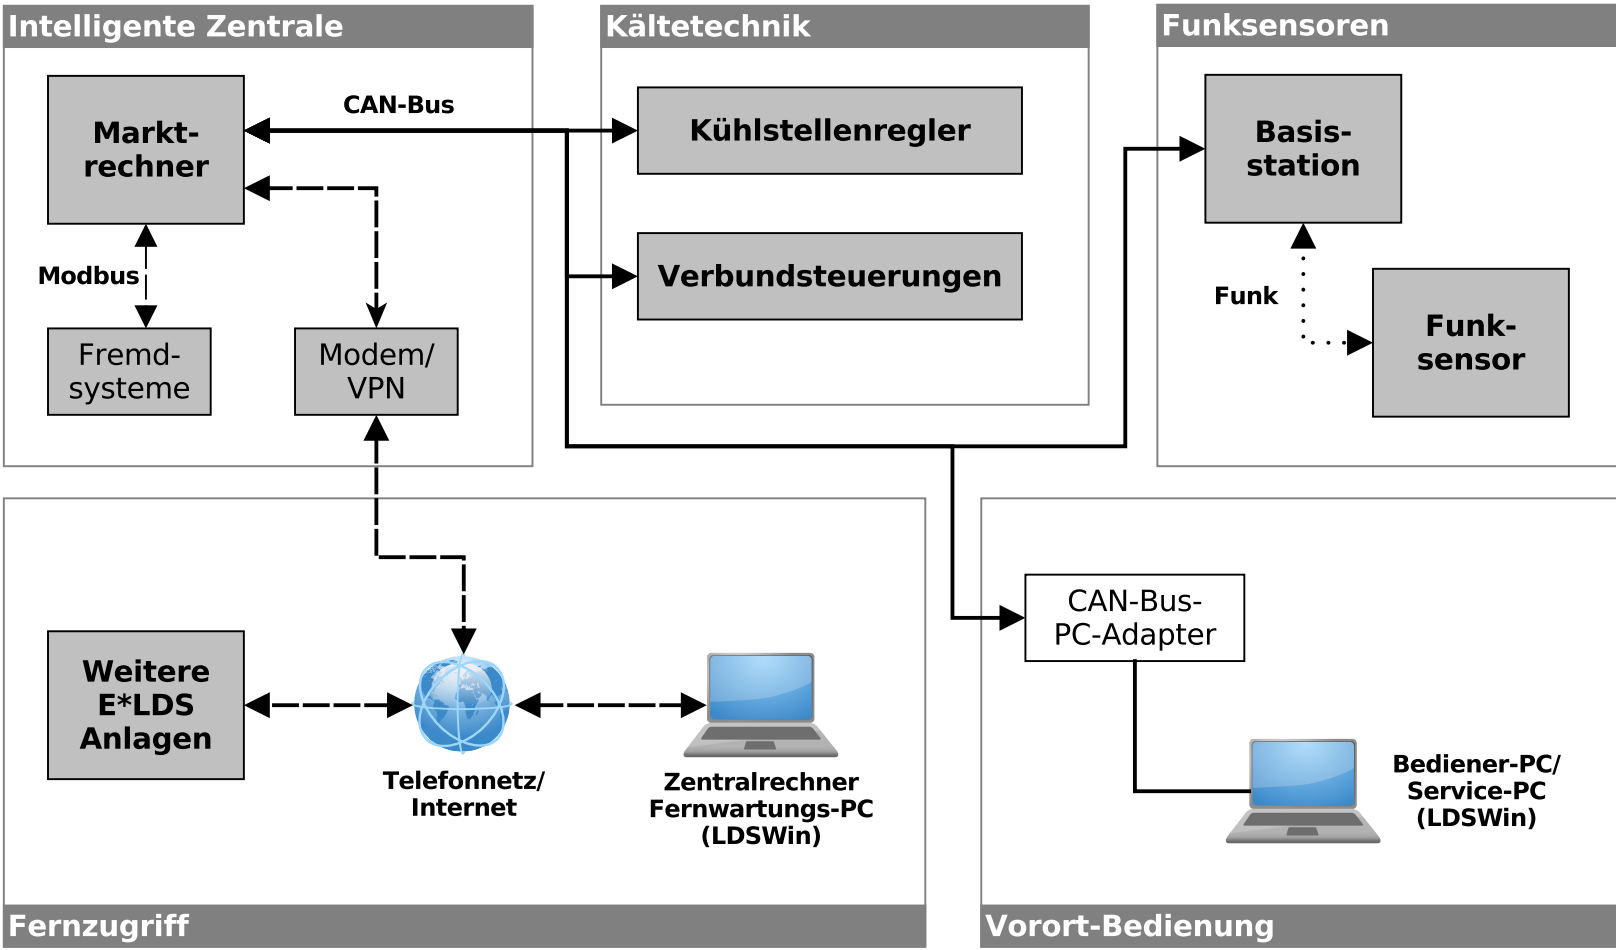 Intelligente Zentrale
Markt-
rechner
CAN-Bus
Modbus
Fremd-
systeme
Modem/
VPN
Kältetechnik
Kühlstellenregler
Verbundsteuerungen
Funksensoren
Basis-
station
Funk
Funk-
sensor
Weitere
E*LDS
Anlagen
Telefonnetz/
Internet
Zentralrechner
Fernwartungs-PC
(LDSWin)
Fernzugriff
CAN-Bus-
PC-Adapter
Bediener-PC/
Service-PC
(LDSWin)
Vorort-Bedienung